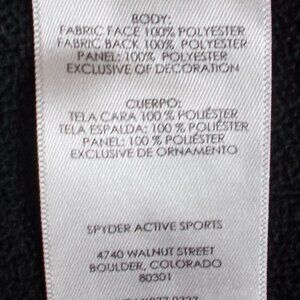 BODY:
FABRIC FACE 100% POLYESTER
FABRIC BACK 100% POLYESTER
PANEL: 100% POLYESTER
EXCLUSIVE OF DECORATION
CUERPO:
TELA CARA 100 % POLIÉSTER
TELA ESPALDA: 100 % POLIÉSTER
PANEL: 100 % POLIÉSTER
EXCLUSIVE DE ORNAMENTO
SPYDER ACTIVE SPORTS
4740 WALNUT STREET
BOULDER, COLORADO
80301